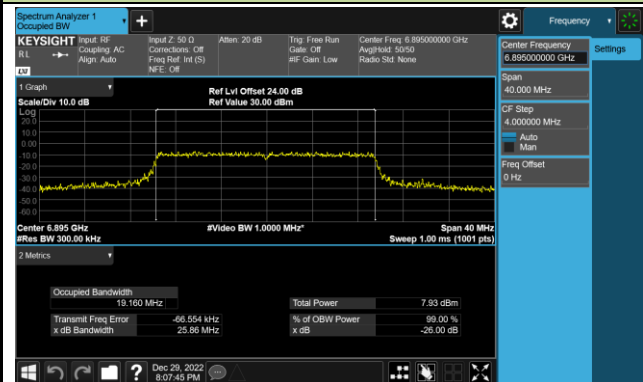 Spectrum Analyzer 1
Occupied BW
Frequency
KEYSIGHT
RL
LXI
Input: RF
Coupling: AC
Align: Auto
Input Z: 50 Ω
Corrections: Off
Freq Ref: Int (S)
NFE: Off
Atten: 20 dB
Trig: Free Run
Gate: Off
#IF Gain: Low
Center Freq: 6.895000000 GHz
Avg|Hold: 50/50
Radio Std: None
Center Frequency
6.895000000 GHz
Settings
Span
40.000 MHz
CF Step
4.000000 MHz
Auto
Man
Freq Offset
0 Hz
1 Graph
Scale/Div 10.0 dB
Ref Lvl Offset 24.00 dB
Ref Value 30.00 dBm
Log
20.0
10.0
0.00
-10.0
-20.0
-30.0
-40.0
-50.0
-60.0
Center 6.895 GHz
#Video BW 1.0000 MHz*
Span 40 MHz
#Res BW 300.00 kHz
Sweep 1.00 ms (1001 pts)
2 Metrics
Occupied Bandwidth
19.160 MHz
Total Power
7.93 dBm
Transmit Freq Error
-66.554 kHz
% of OBW Power
99.00 %
x dB Bandwidth
25.86 MHz
x dB
-26.00 dB
?
Dec 29, 2022
8:07:45 PM